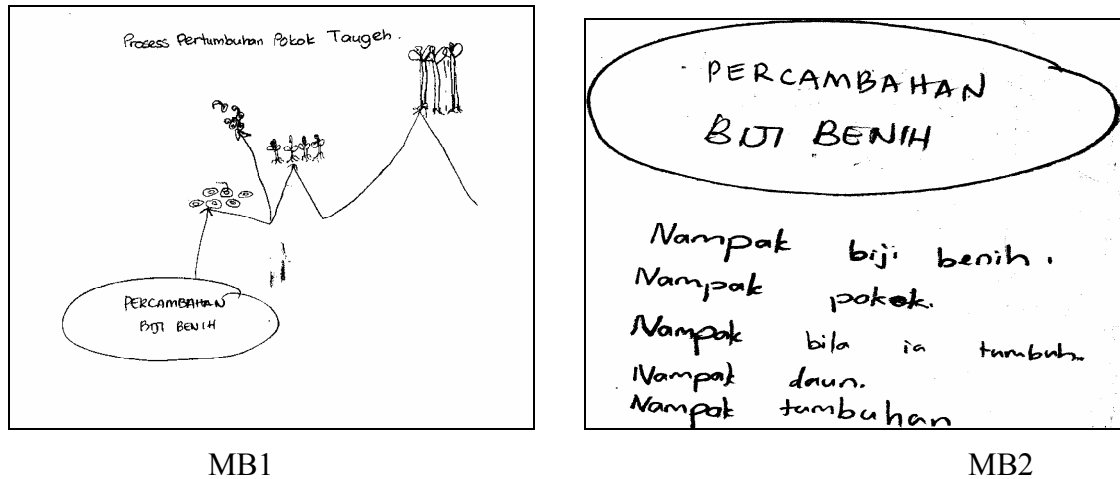 Prosess Pertumbuhan Pokok Taugeh.
PERCAMBAHAN
BIJI BENIH
MB1
PERCAMBAHAN
BIJI BENIH
Nampak biji benih.
Nampak pokok.
Nampak bila ia tumbuh.
Nampak daun.
Nampak tumbuhan
MB2